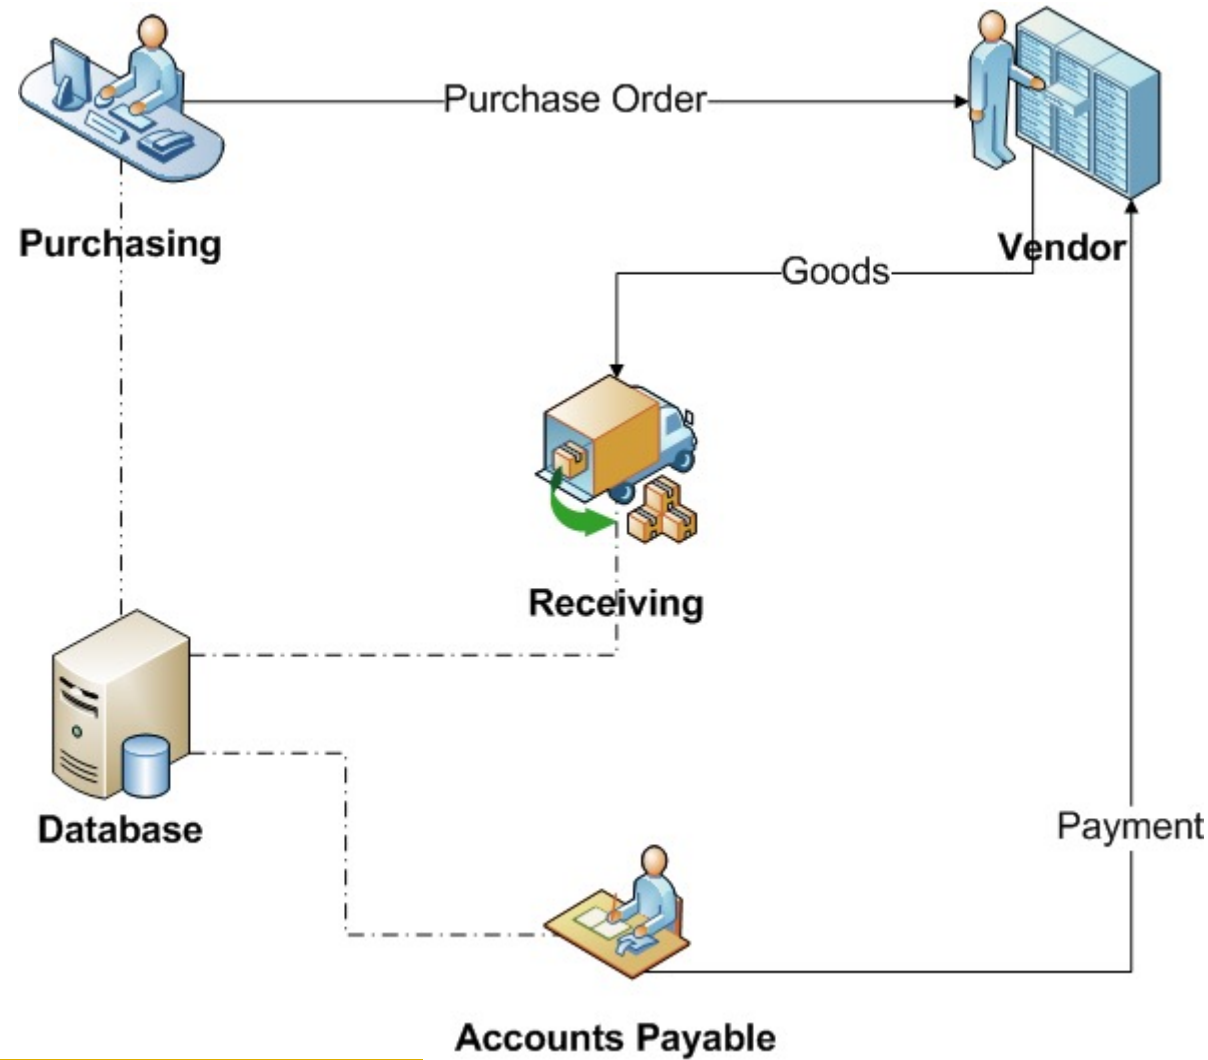 Purchase Order
Purchasing
Vendor
Goods
Receiving
Database
Payment
Accounts Payable